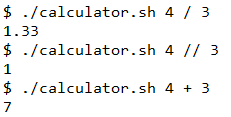 $ ./calculator.sh 4 / 3
1.33
$ ./calculator.sh 4 // 3
1
$ ./calculator.sh 4 + 3
7